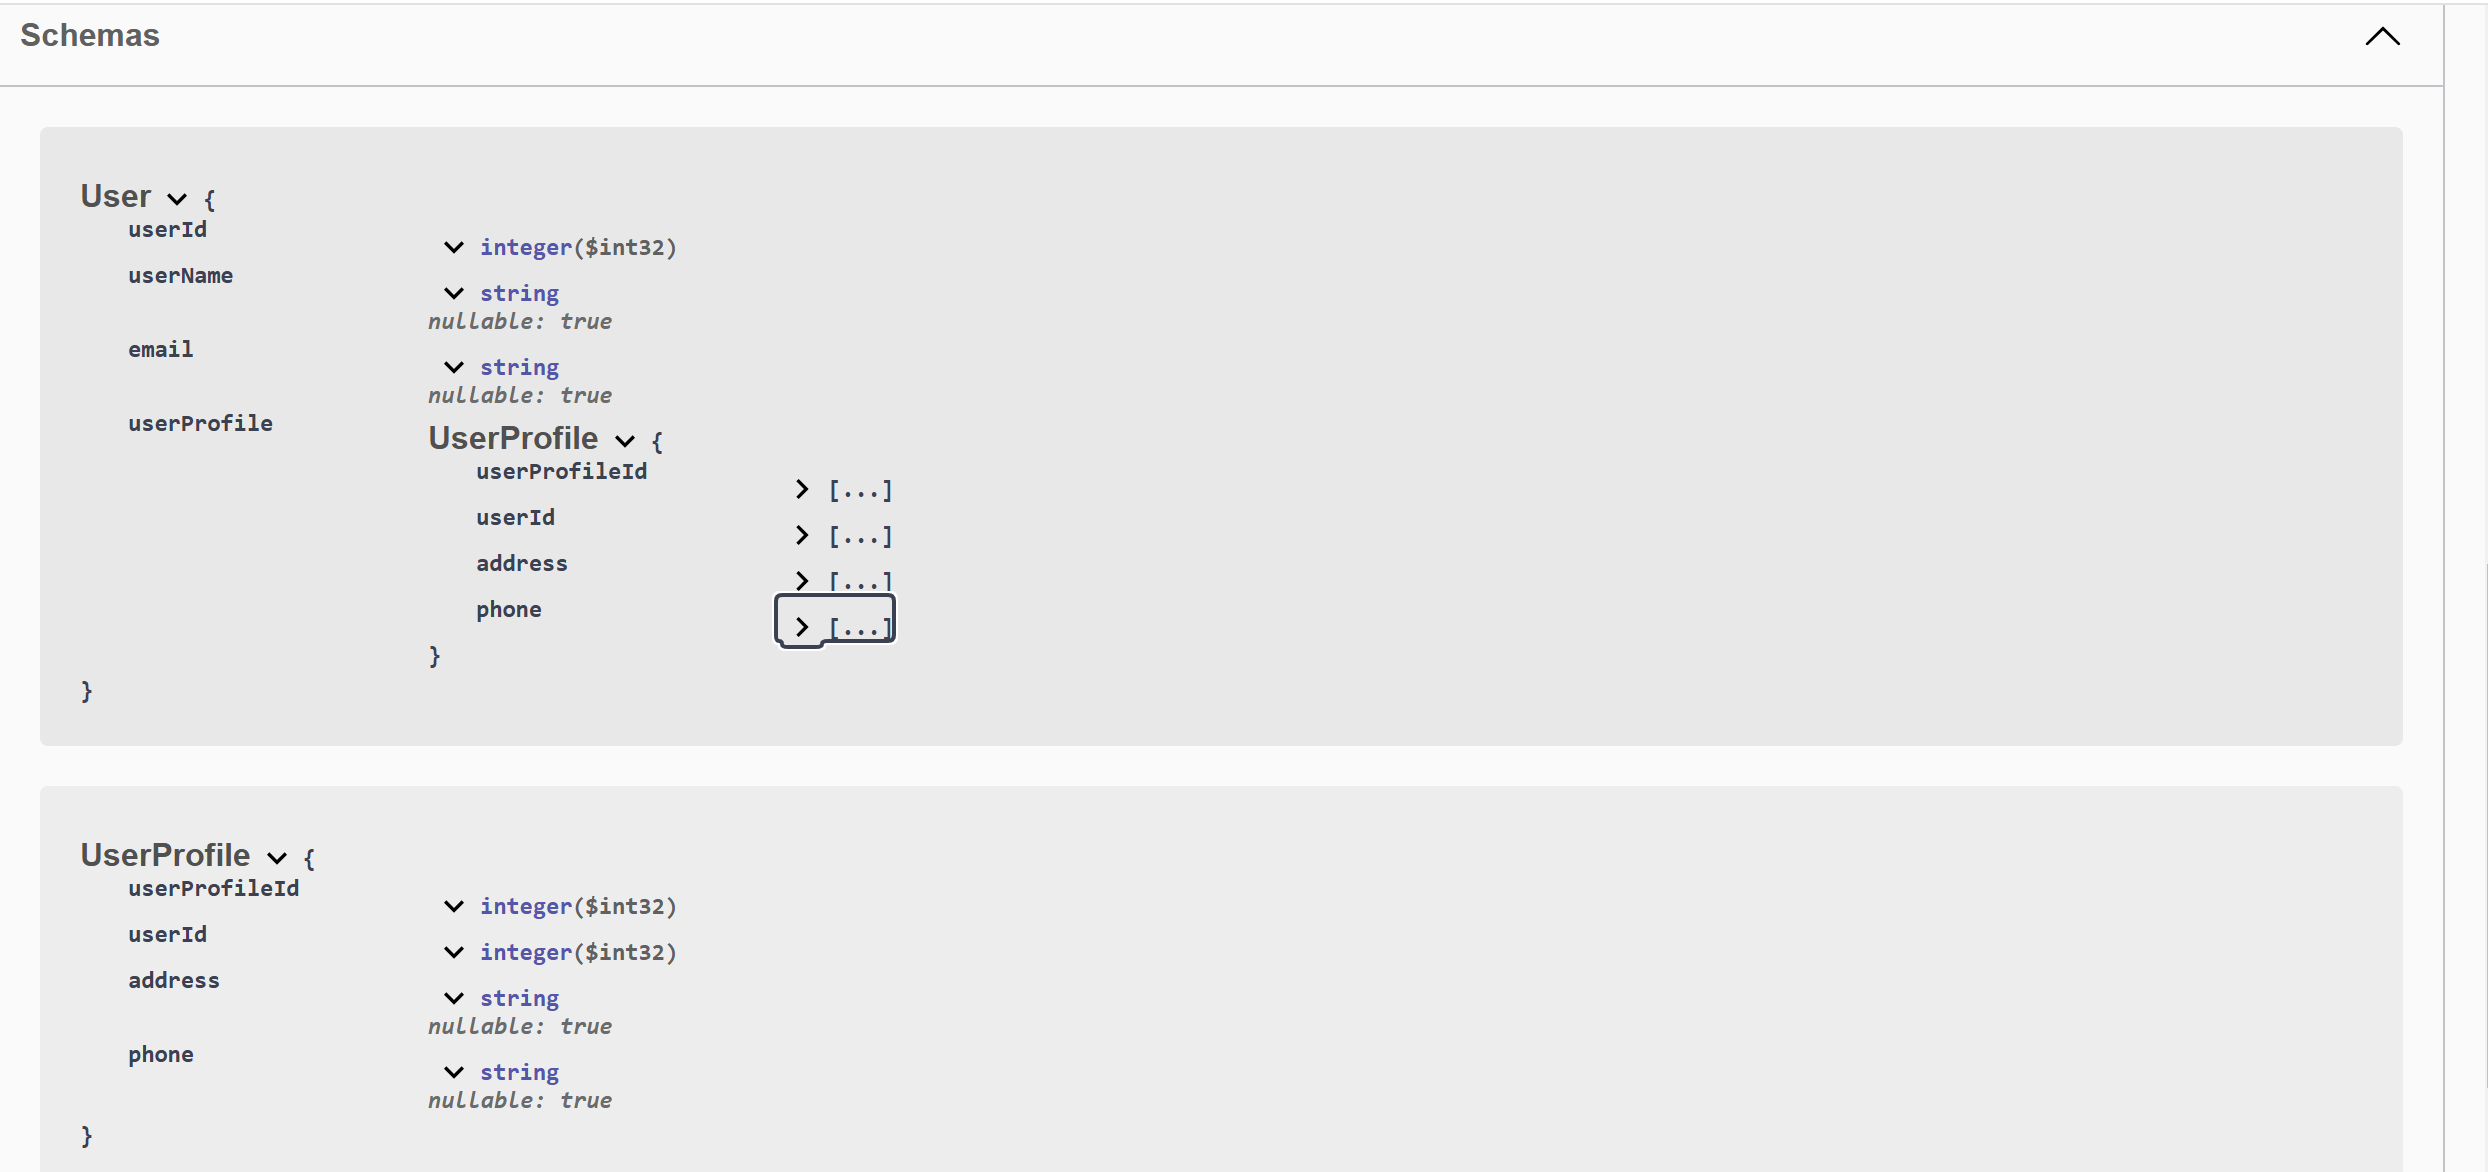 Schemas
User {
userId
integer($int32)
userName
string
nullable: true
email
string
nullable: true
userProfile
UserProfile {
userProfileId
[...]
userId
[...]
address
[...]
phone
[...]
}
}
UserProfile {
userProfileId
integer($int32)
userId
integer($int32)
address
string
nullable: true
phone
string
nullable: true
}